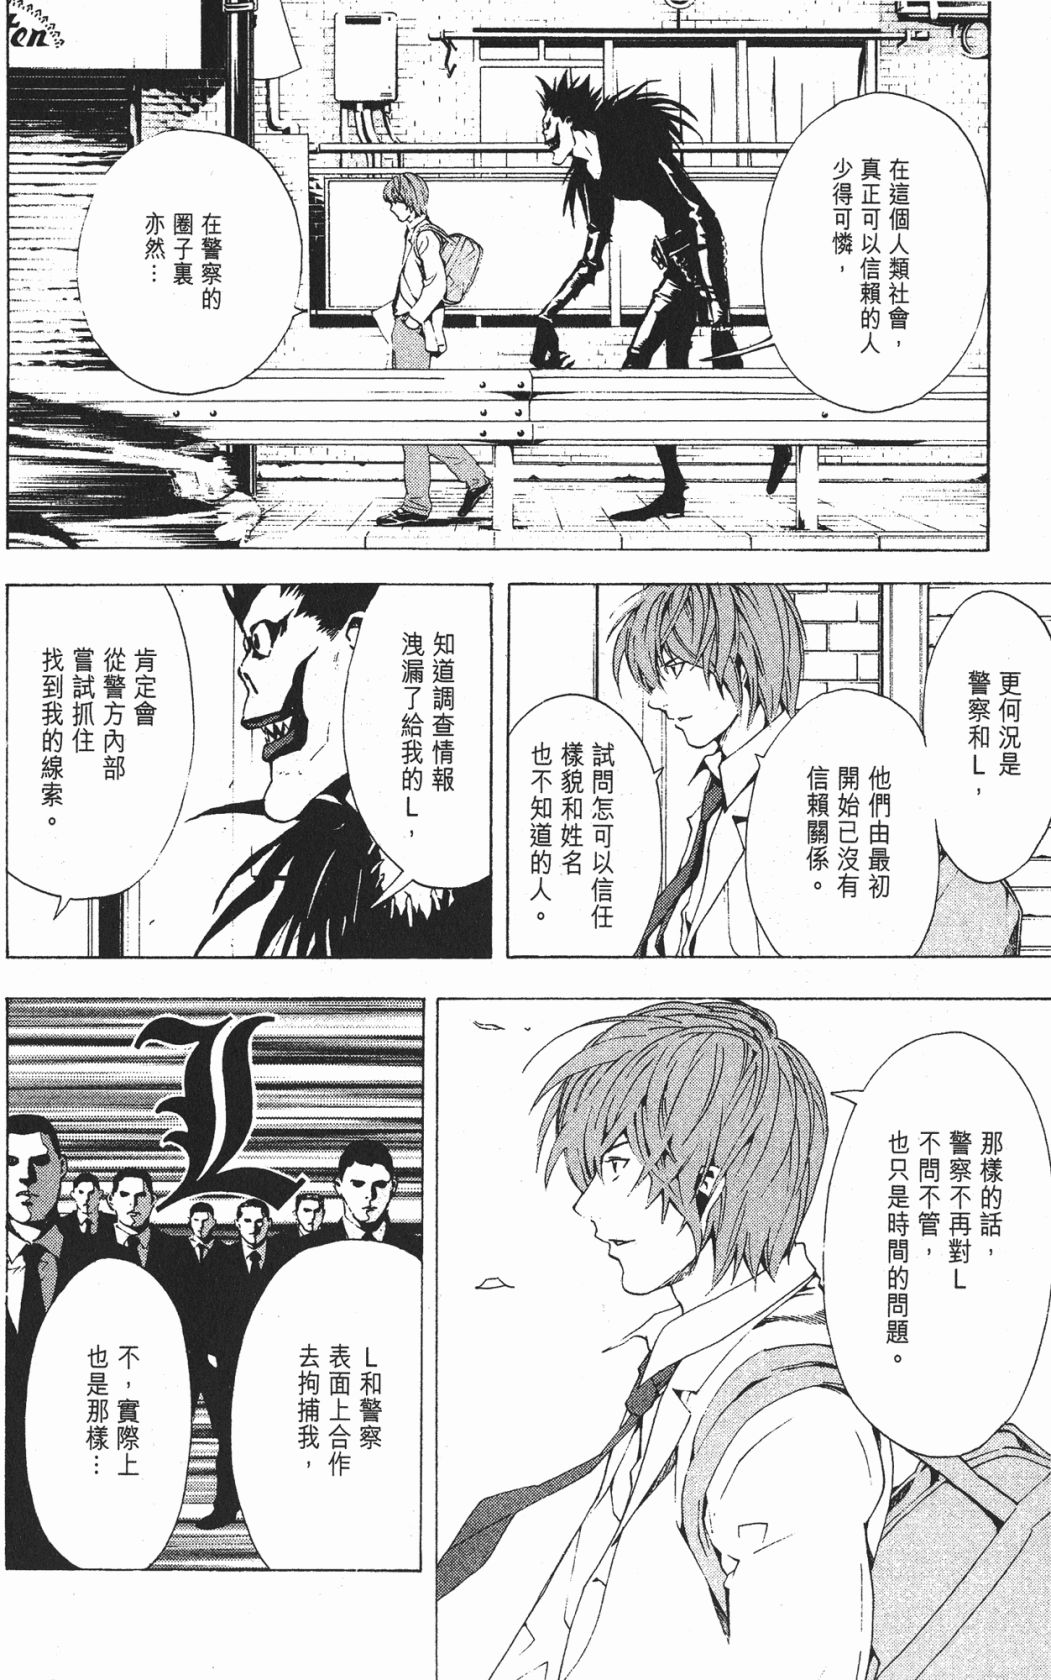 在這個人類社會，
真正可以信賴的人
少得可憐，
在警察的
圈子裏
亦然…
更何況是
警察和L，
他們由最初
開始已沒有
信賴關係。
試問怎可以信任
樣貌和姓名
也不知道的人。
知道調查情報
洩漏了給我的L，
肯定會
從警方內部
嘗試抓住
找到我的線索。
那樣的話，
警察不再對L
不問不管，
也只是時間的問題。
L
L和警察
表面上合作
去拘捕我，
不，實際上
也是那樣…